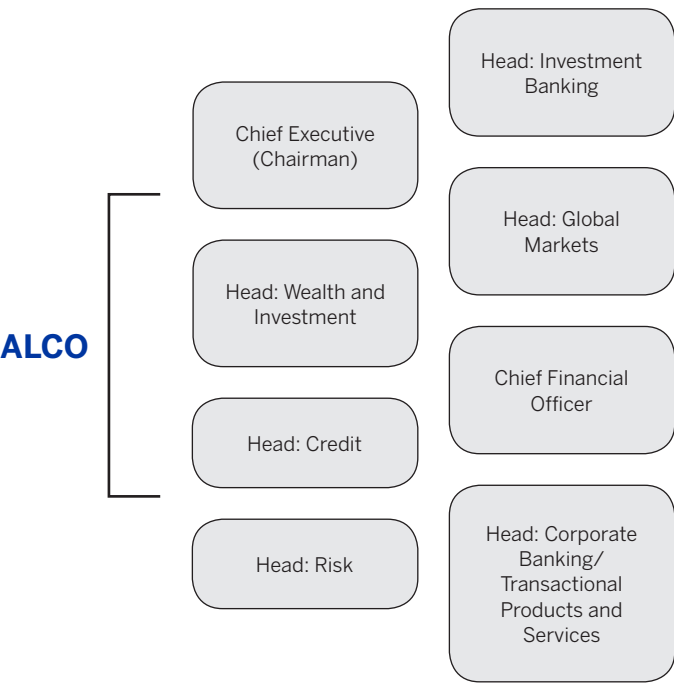 ALCO
Chief Executive
(Chairman)
Head: Wealth and
Investment
Head: Credit
Head: Risk
Head: Investment
Banking
Head: Global
Markets
Chief Financial
Officer
Head: Corporate
Banking/
Transactional
Products and
Services